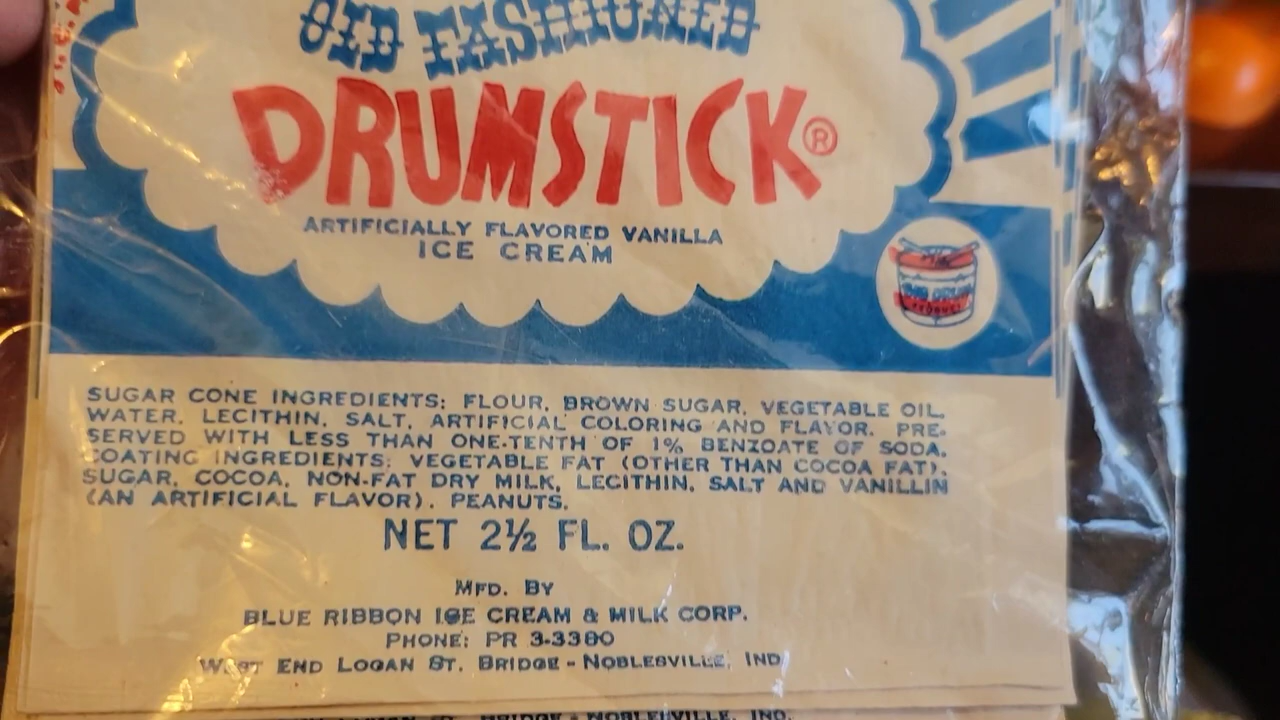 OLD FASHIONED
DRUMSTICK®
ARTIFICIALLY FLAVORED VANILLA
ICE CREAM
SUGAR CONE INGREDIENTS: FLOUR, BROWN SUGAR, VEGETABLE OIL,
WATER, LECITHIN, SALT, ARTIFICIAL COLORING AND FLAVOR. PRE-
SERVED WITH LESS THAN ONE-TENTH OF 1% BENZOATE OF SODA.
COATING INGREDIENTS: VEGETABLE FAT (OTHER THAN COCOA FAT),
SUGAR, COCOA, NON-FAT DRY MILK, LECITHIN, SALT AND VANILLIN
(AN ARTIFICIAL FLAVOR). PEANUTS.
NET 2½ FL. OZ.
MFD. BY
BLUE RIBBON ICE CREAM & MILK CORP.
PHONE: PR 3-3380
WEST END LOGAN ST. BRIDGE - NOBLESVILLE, IND.
BRIDGE - NOBLESVILLE, IND.